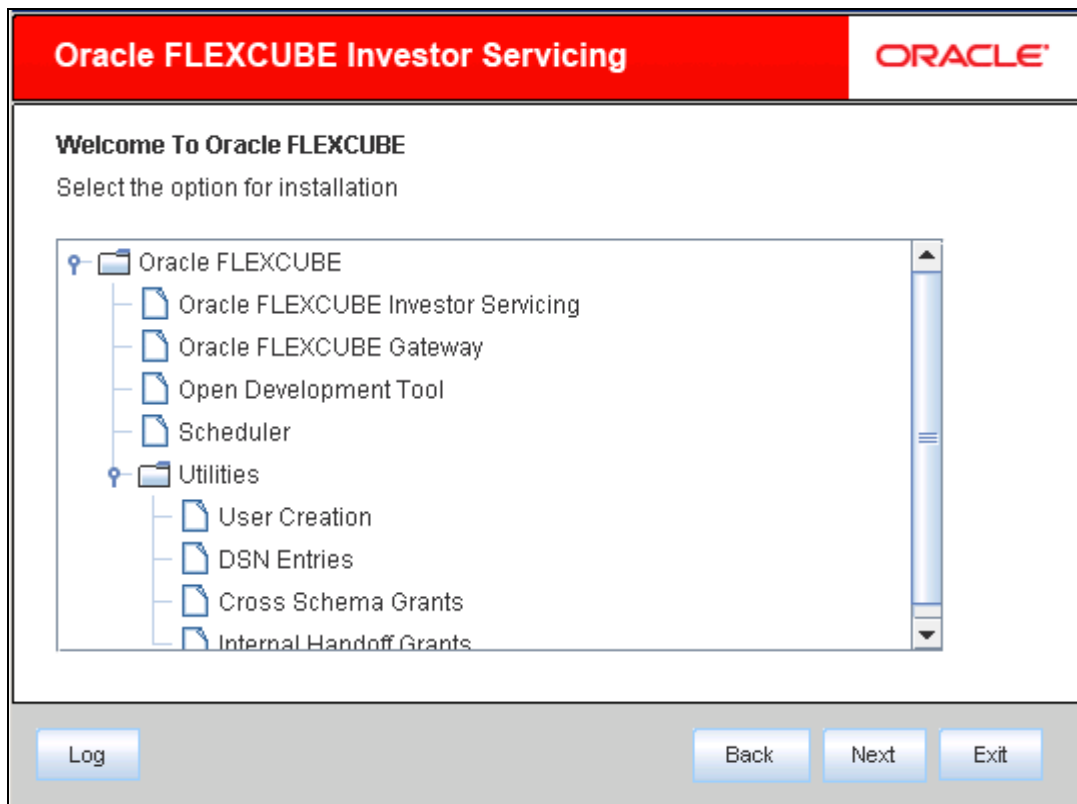 Oracle FLEXCUBE Investor Servicing
ORACLE
Welcome To Oracle FLEXCUBE
Select the option for installation
Oracle FLEXCUBE
Oracle FLEXCUBE Investor Servicing
Oracle FLEXCUBE Gateway
Open Development Tool
Scheduler
Utilities
User Creation
DSN Entries
Cross Schema Grants
Internal Handoff Grants
Log
Back
Next
Exit